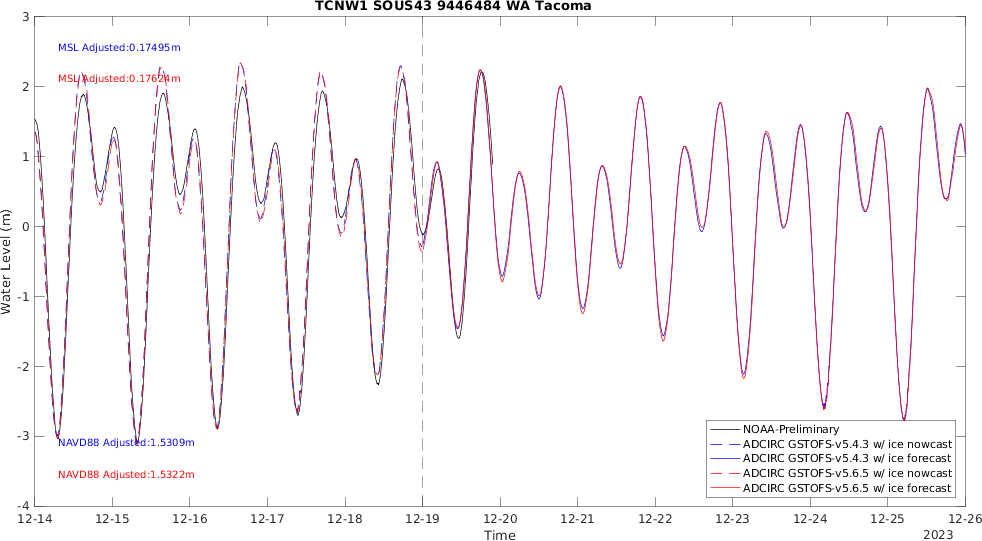 TCNW1 SOUS43 9446484 WA Tacoma
3
2
1
0
-1
-2
-3
-4
Water Level (m)
MSL Adjusted:0.17495m
MSL Adjusted:0.17624m
NAVD88 Adjusted:1.5309m
NAVD88 Adjusted:1.5322m
NOAA-Preliminary
ADCIRC GSTOFS-v5.4.3 w/ ice nowcast
ADCIRC GSTOFS-v5.4.3 w/ ice forecast
ADCIRC GSTOFS-v5.6.5 w/ ice nowcast
ADCIRC GSTOFS-v5.6.5 w/ ice forecast
12-14 12-15 12-16 12-17 12-18 12-19 12-20 12-21 12-22 12-23 12-24 12-25 12-26
Time
2023